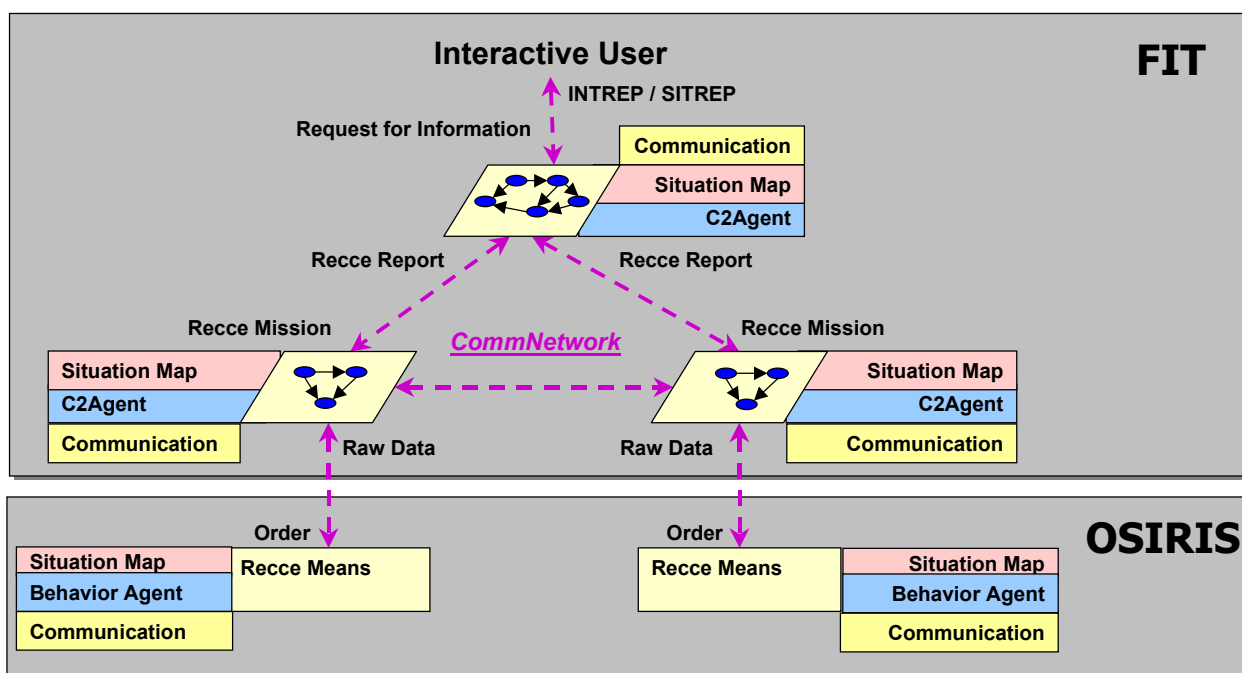 FIT
Interactive User
INTREP / SITREP
Request for Information
Communication
Situation Map
C2Agent
Recce Report
Recce Report
Recce Mission
CommNetwork
Recce Mission
Situation Map
C2Agent
Communication
Situation Map
C2Agent
Communication
Raw Data
Raw Data
OSIRIS
Order
Order
Situation Map
Behavior Agent
Communication
Recce Means
Recce Means
Situation Map
Behavior Agent
Communication